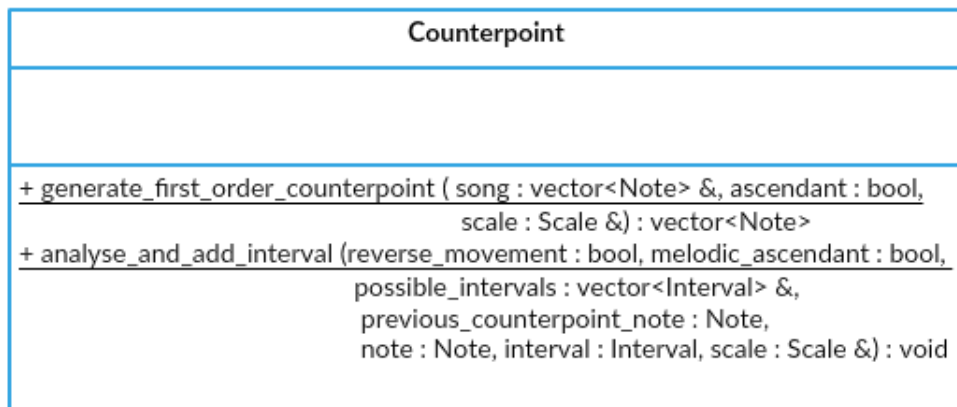 Counterpoint
+ generate_first_order_counterpoint ( song : vector<Note> &, ascendant : bool,
scale : Scale &) : vector<Note>
+ analyse_and_add_interval (reverse_movement : bool, melodic_ascendant : bool,
possible_intervals : vector<Interval> &,
previous_counterpoint_note : Note,
note : Note, interval : Interval, scale : Scale &) : void